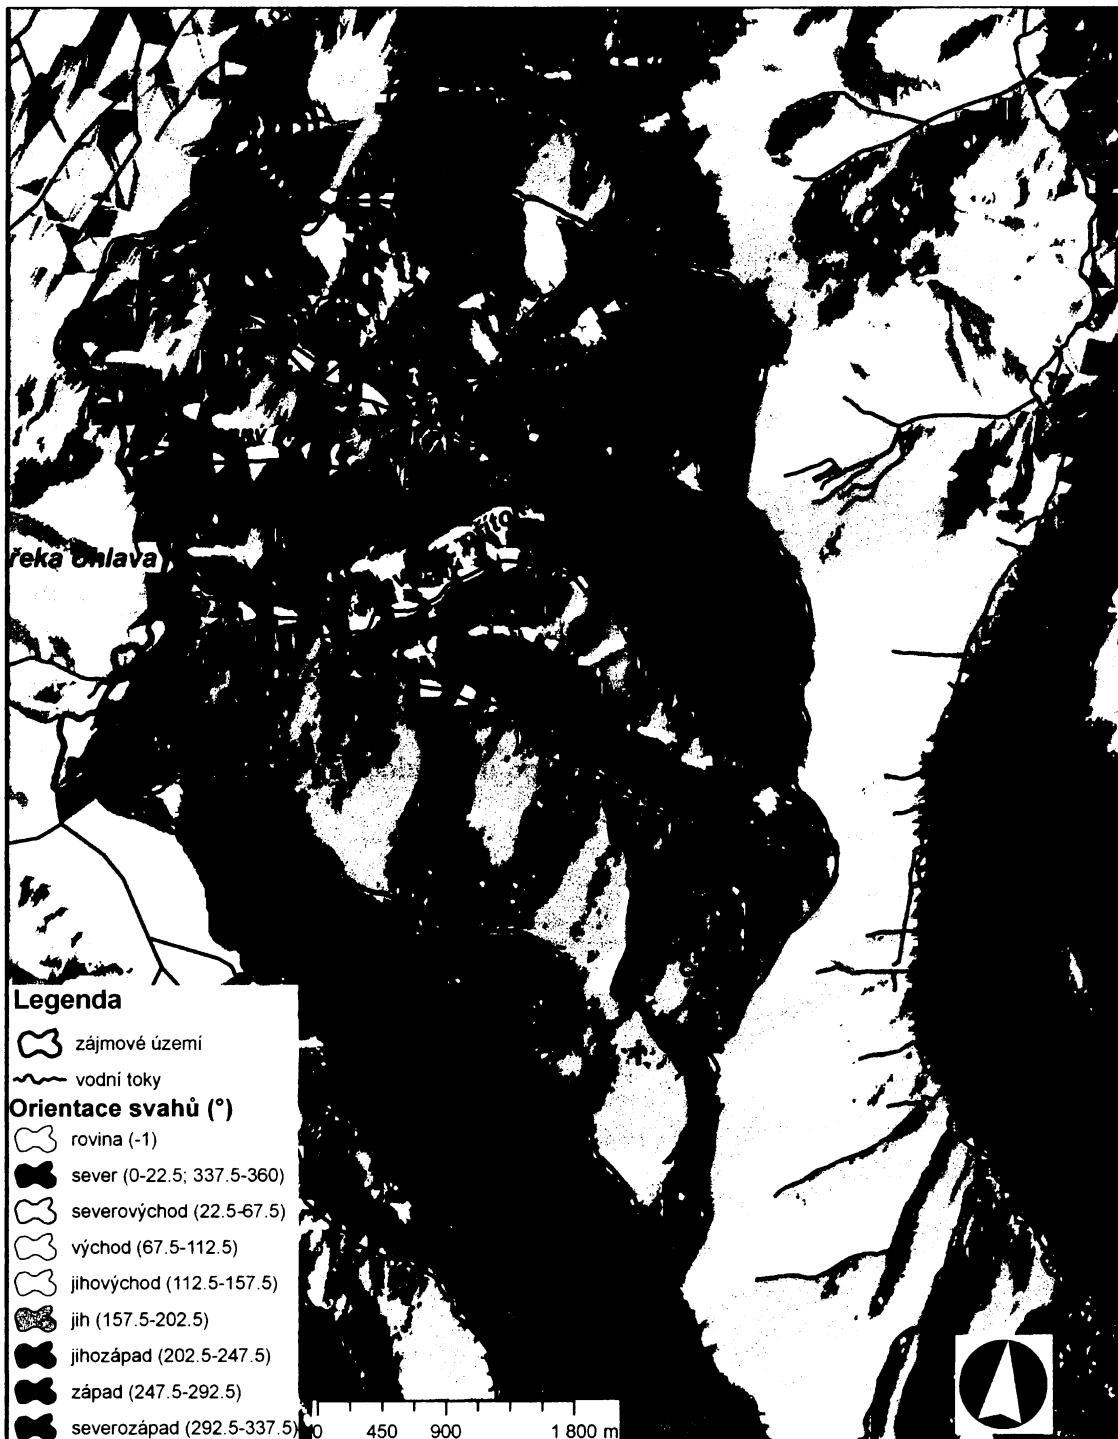 řeka Úhlava
Legenda
zájmové území
vodní toky
Orientace svahů (°)
rovina (-1)
sever (0-22.5; 337.5-360)
severovýchod (22.5-67.5)
východ (67.5-112.5)
jihovýchod (112.5-157.5)
jih (157.5-202.5)
jihozápad (202.5-247.5)
západ (247.5-292.5)
severozápad (292.5-337.5)
0 450 900 1 800 m